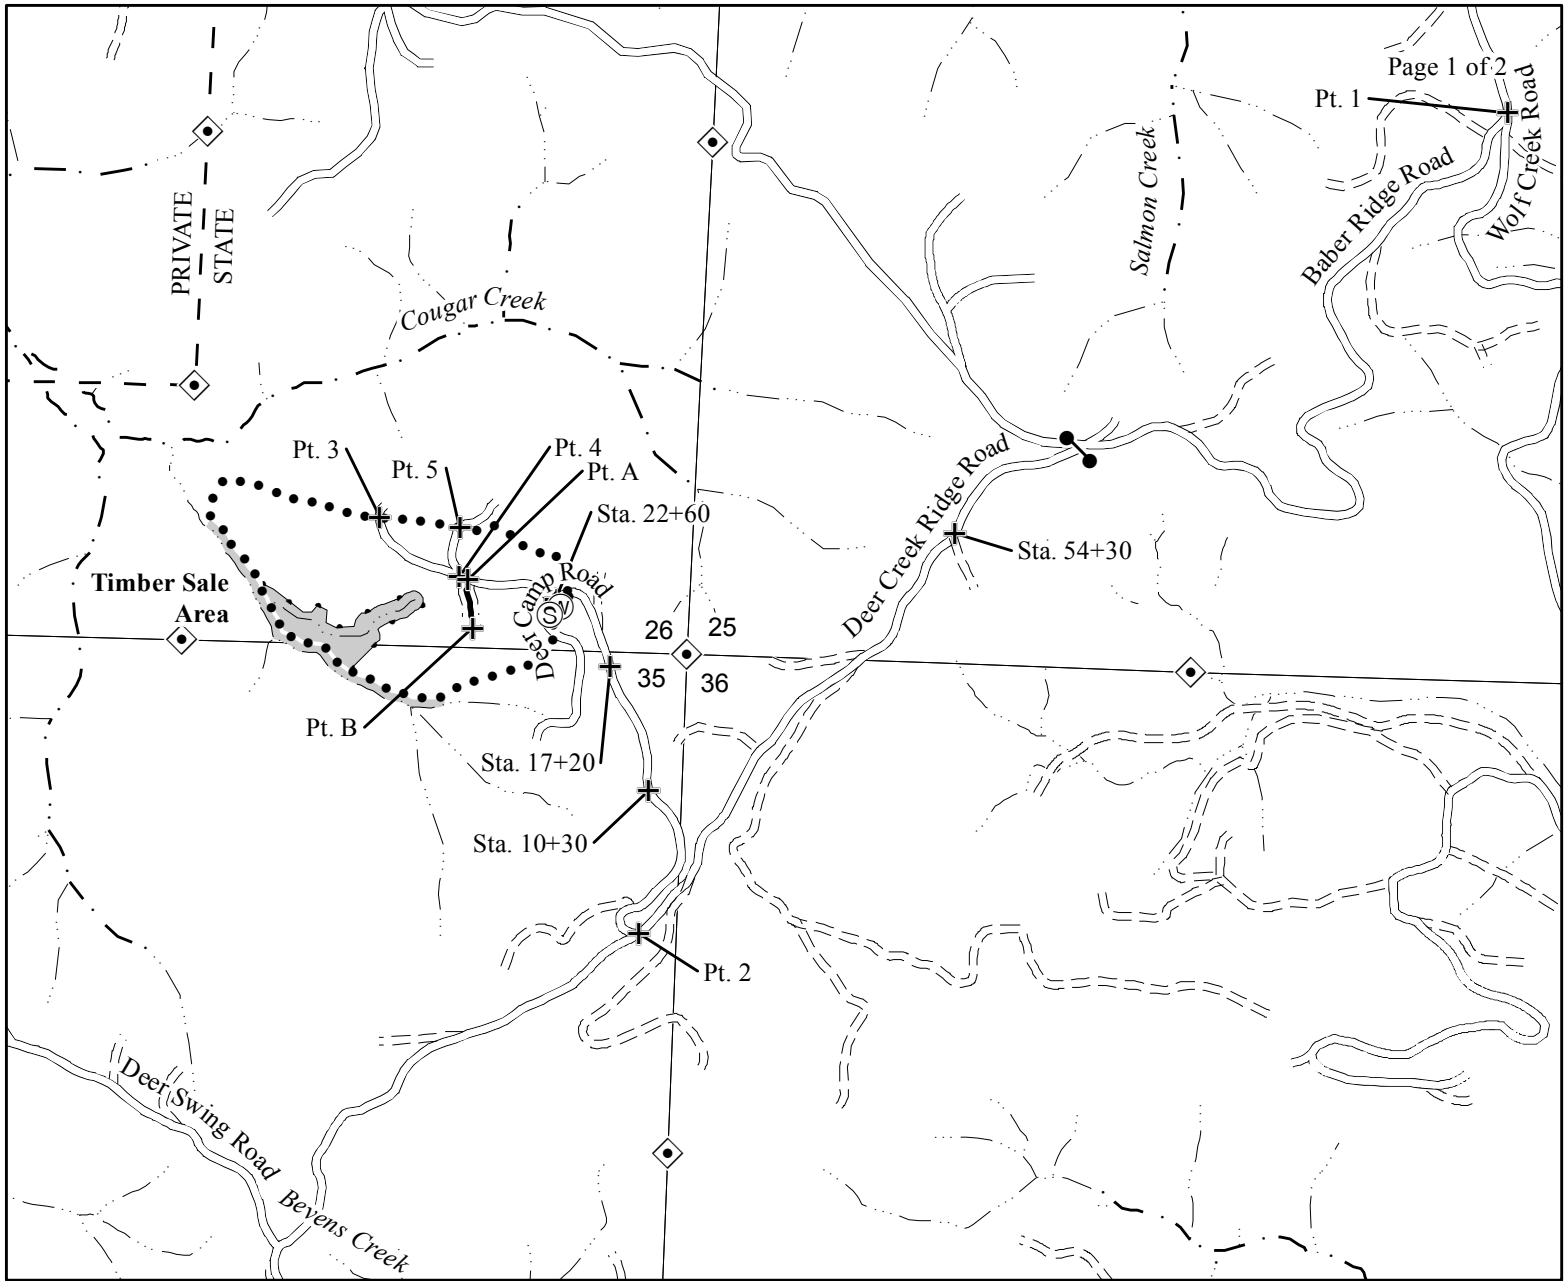 Page 1 of 2
Pt. 1
Wolf Creek Road
Baber Ridge Road
Salmon Creek
PRIVATE
STATE
Cougar Creek
Pt. 3
Pt. 5
Pt. 4
Pt. A
Sta. 22+60
Deer Creek Ridge Road
Sta. 54+30
Timber Sale
Area
Deer Camp Road
S
V
26
25
35
36
Pt. B
Sta. 17+20
Sta. 10+30
Pt. 2
Deer Swing Road
Bevens Creek